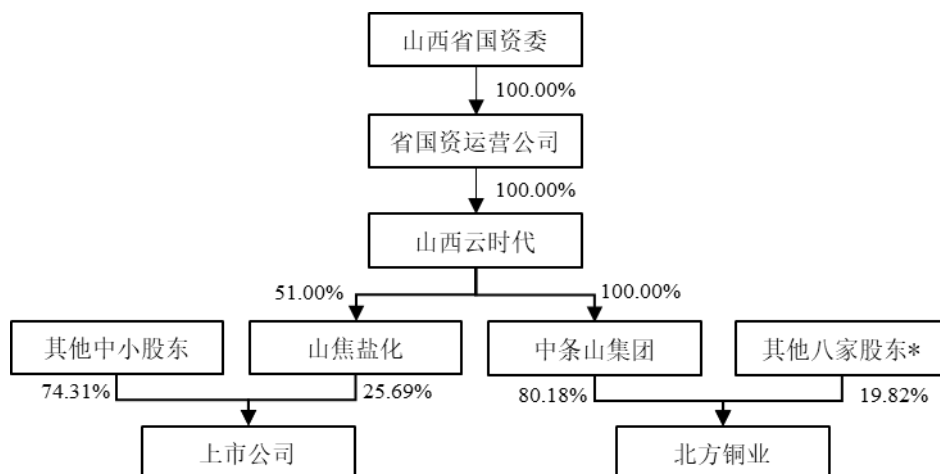 山西省国资委
100.00%
省国资运营公司
100.00%
山西云时代
51.00%
100.00%
其他中小股东
山焦盐化
中条山集团
其他八家股东*
74.31%
25.69%
80.18%
19.82%
上市公司
北方铜业